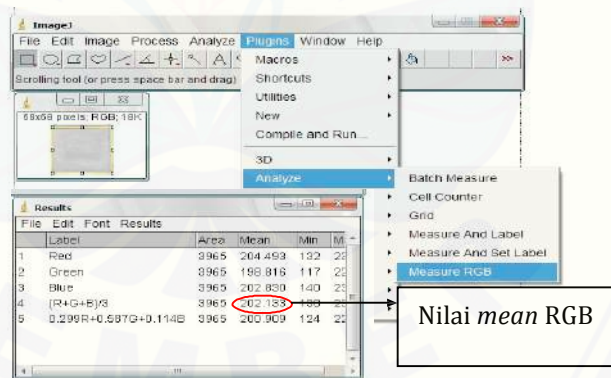 ImageJ
File Edit Image Process Analyze Plugins Window Help
Scrolling tool (or press space bar and drag)
Macros
Shortcuts
Utilities
New
Compile and Run...
3D
Analyze
Batch Measure
Cell Counter
Grid
Measure And Label
Measure And Set Label
Measure RGB
pixels; RGB; 18K
Results
File Edit Font Results
Label Area Mean Min
1 Red 3965 204.493 132
2 Green 3965 198.816 117
3 Blue 3965 202.830 140
4 (R+G+B)/3 3965 202.133
5 0.299R+0.587G+0.114B 3965 200.909 124
Nilai mean RGB